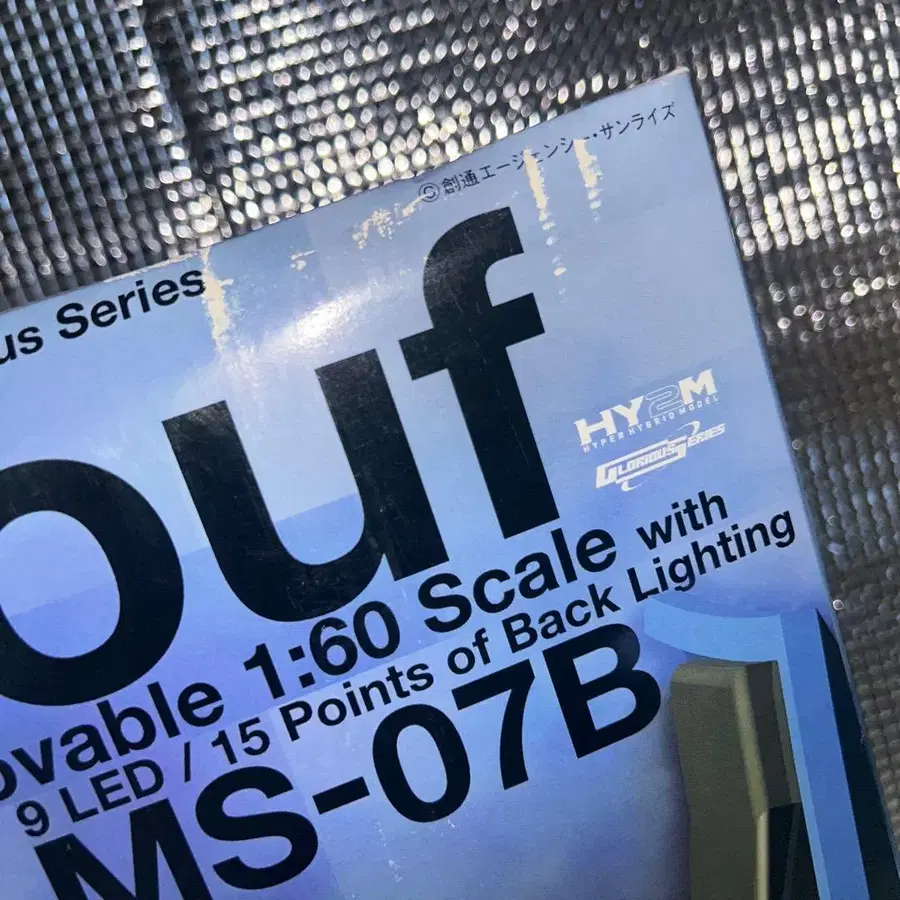 ©創通エージェンシー・サンライズ
us Series
ouf
HY2M
HYPER HYBRID MODEL
GLORIOUS SERIES
ovable 1:60 Scale with
9 LED / 15 Points of Back Lighting
MS-07B